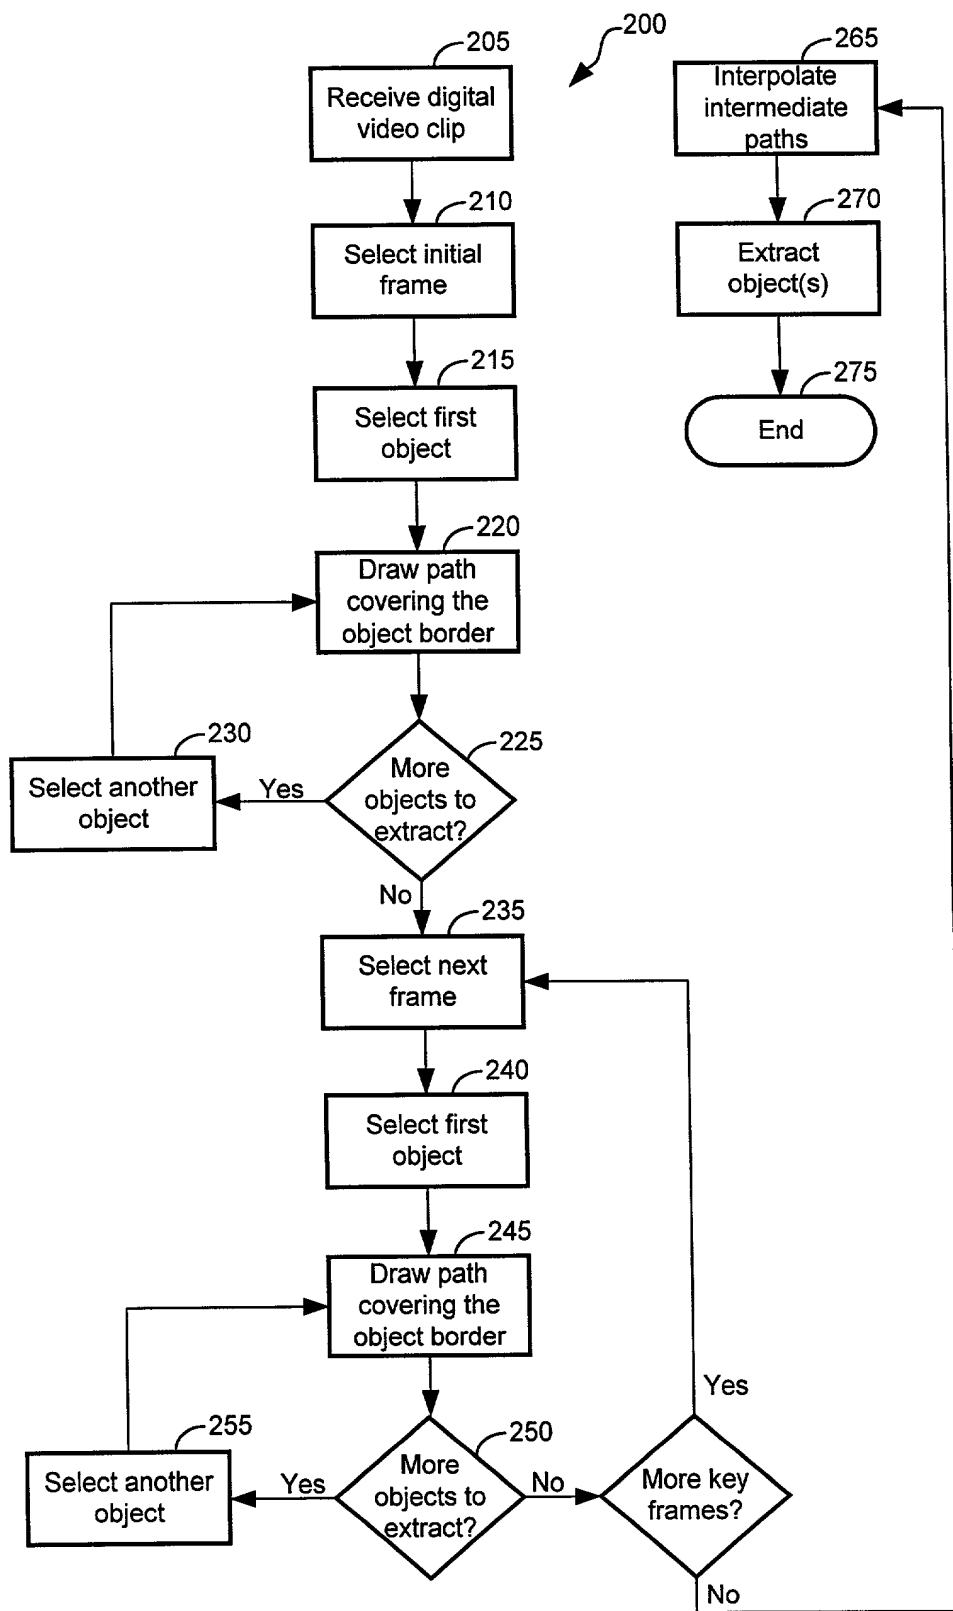 200
205
Receive digital
video clip
210
Select initial
frame
215
Select first
object
220
Draw path
covering the
object border
225
More
objects to
extract?
Yes
230
Select another
object
No
235
Select next
frame
240
Select first
object
245
Draw path
covering the
object border
250
More
objects to
extract?
Yes
255
Select another
object
No
More key
frames?
Yes
No
265
Interpolate
intermediate
paths
270
Extract
object(s)
275
End